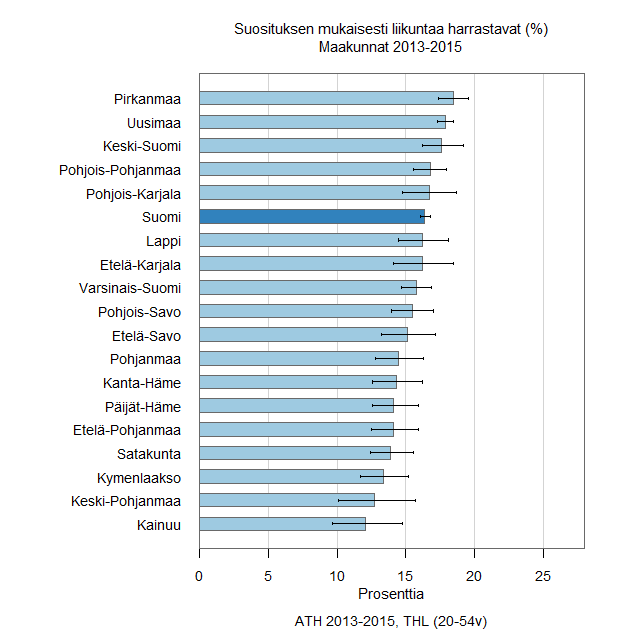 Suosituksen mukaisesti liikuntaa harrastavat (%)
Maakunnat 2013-2015
Pirkanmaa
Uusimaa
Keski-Suomi
Pohjois-Pohjanmaa
Pohjois-Karjala
Suomi
Lappi
Etelä-Karjala
Varsinais-Suomi
Pohjois-Savo
Etelä-Savo
Pohjanmaa
Kanta-Häme
Päijät-Häme
Etelä-Pohjanmaa
Satakunta
Kymenlaakso
Keski-Pohjanmaa
Kainuu
0 5 10 15 20 25
Prosenttia
ATH 2013-2015, THL (20-54v)